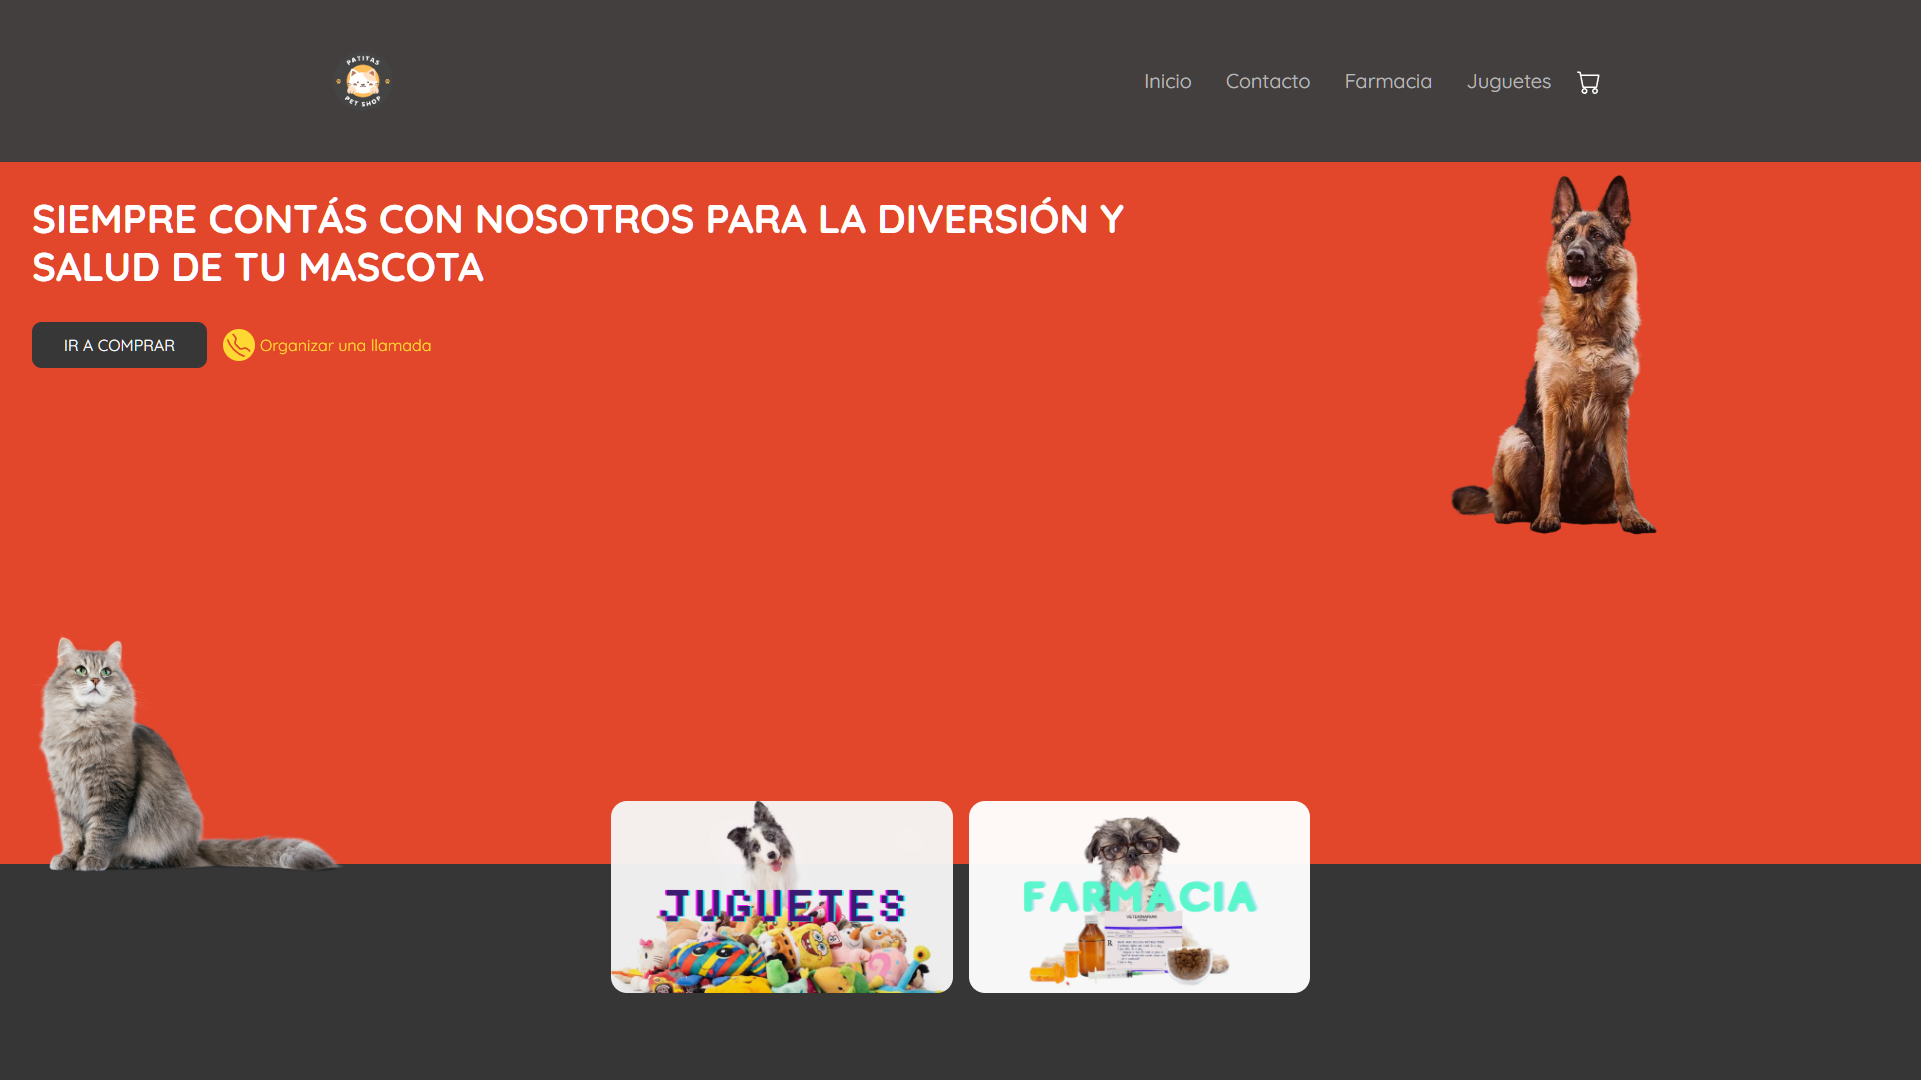 PATITAS
PET SHOP
Inicio
Contacto
Farmacia
Juguetes
SIEMPRE CONTÁS CON NOSOTROS PARA LA DIVERSIÓN Y
SALUD DE TU MASCOTA
IR A COMPRAR
Organizar una llamada
JUGUETES
FARMACIA
VETERINARIAN